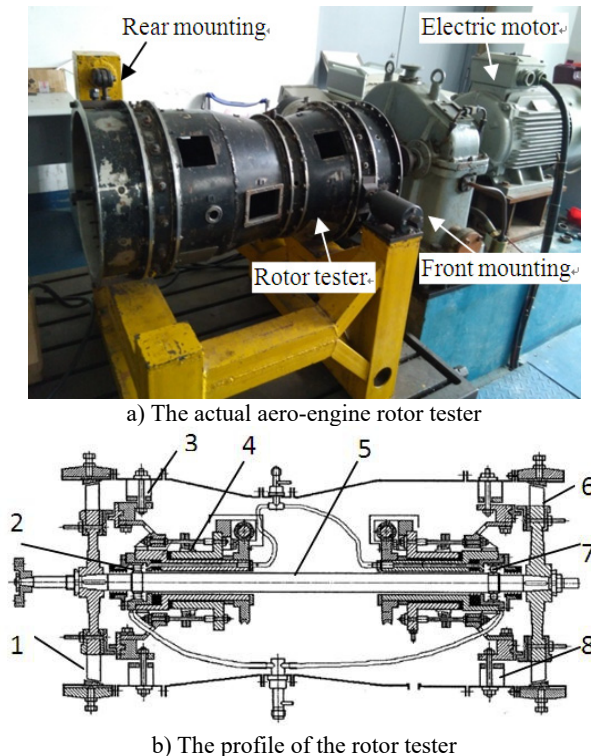 Rear mounting
Electric motor
Rotor tester
Front mounting
a) The actual aero-engine rotor tester
3
4
5
6
2
7
1
8
b) The profile of the rotor tester